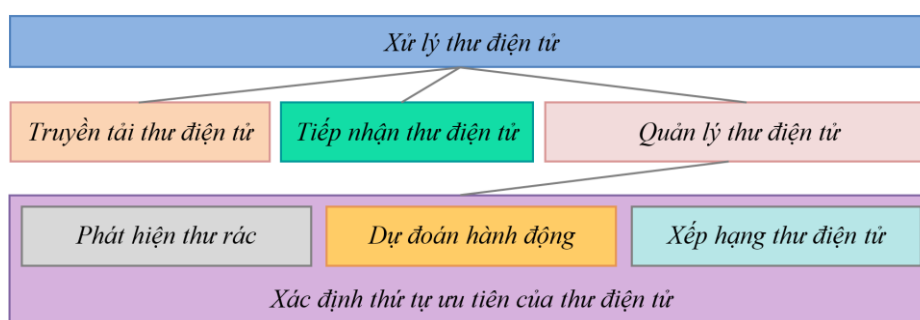 Xử lý thư điện tử
Truyền tải thư điện tử
Tiếp nhận thư điện tử
Quản lý thư điện tử
Phát hiện thư rác
Dự đoán hành động
Xếp hạng thư điện tử
Xác định thứ tự ưu tiên của thư điện tử